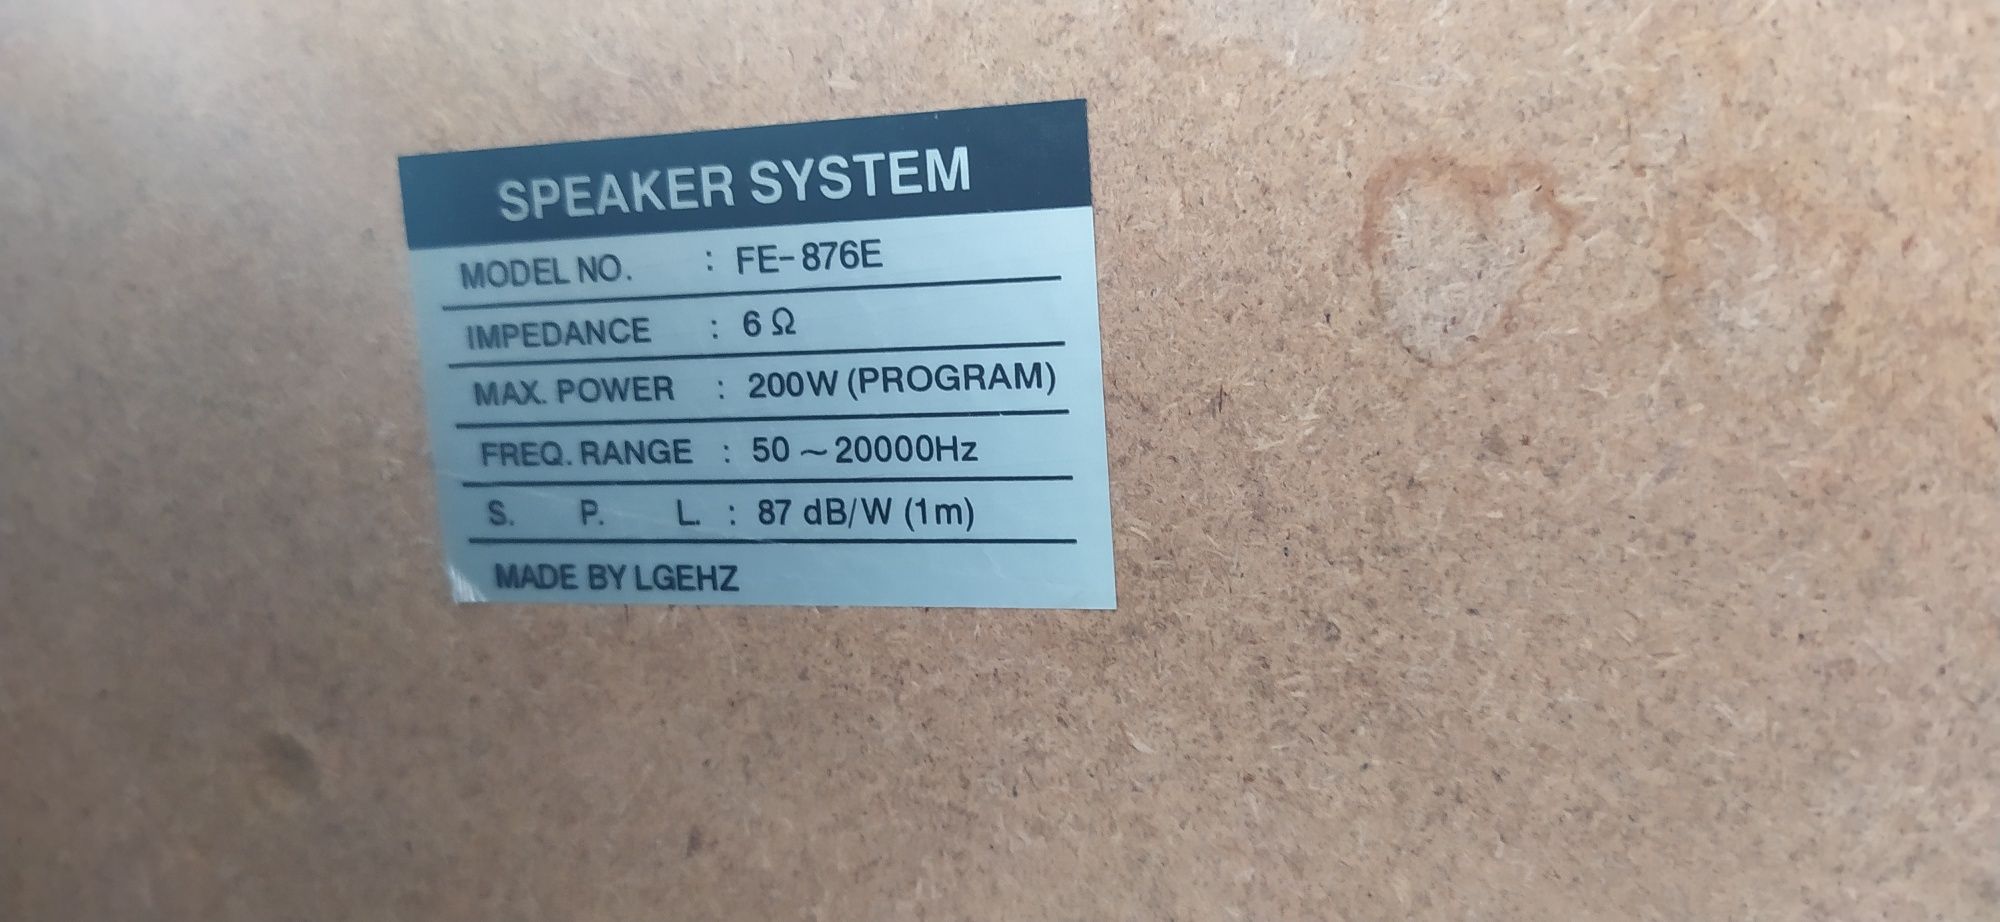 SPEAKER SYSTEM
MODEL NO. : FE-876E
IMPEDANCE : 6 Ω
MAX. POWER : 200W (PROGRAM)
FREQ. RANGE : 50 ~ 20000Hz
S. P. L. : 87 dB/W (1m)
MADE BY LGEHZ